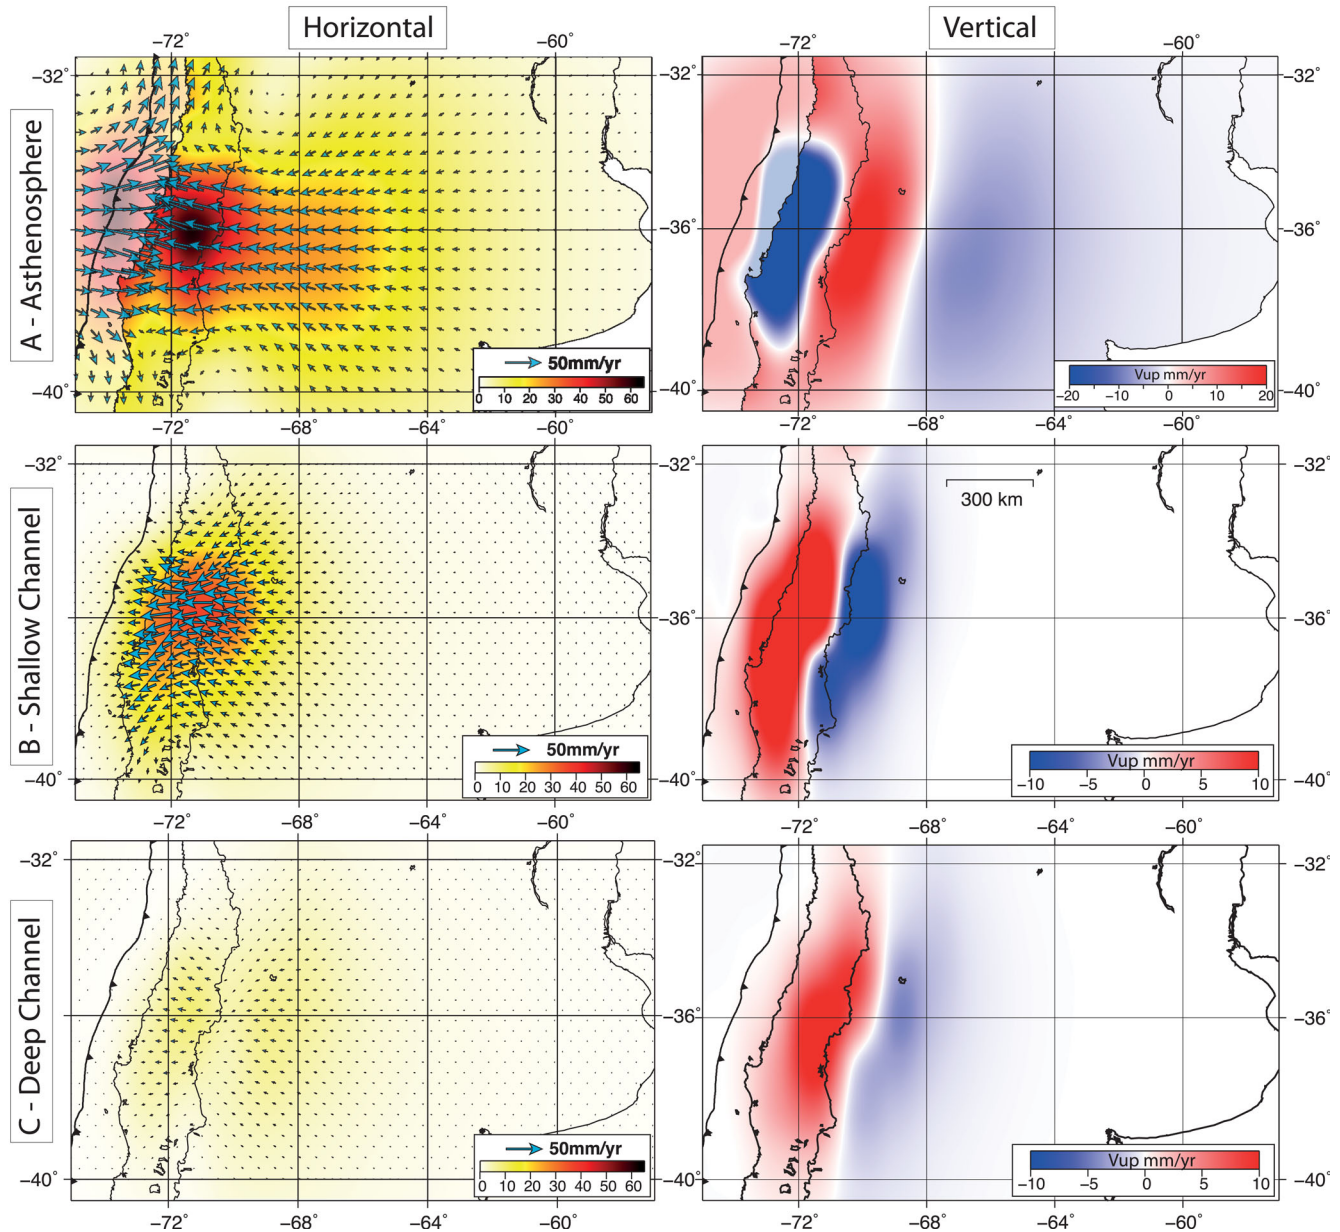 Horizontal
Vertical
−72° −60° −72° −60°
A - Asthenosphere
−32° −32°
−36°
−36°
−40° −40° −40°
50mm/yr
0 10 20 30 40 50 60
Vup mm/yr
−20 −10 0 10 20
−72° −68° −64° −60° −72° −68° −64° −60°
B - Shallow Channel
−32° −32° −32°
300 km
−36° −36° −36°
−40° −40° −40°
50mm/yr
0 10 20 30 40 50 60
Vup mm/yr
−10 −5 0 5 10
−72° −68° −64° −60° −72° −68° −64° −60°
C - Deep Channel
−32° −32° −32°
−36° −36° −36°
−40° −40° −40°
50mm/yr
0 10 20 30 40 50 60
Vup mm/yr
−10 −5 0 5 10
−72° −68° −64° −60° −72° −68° −64° −60°